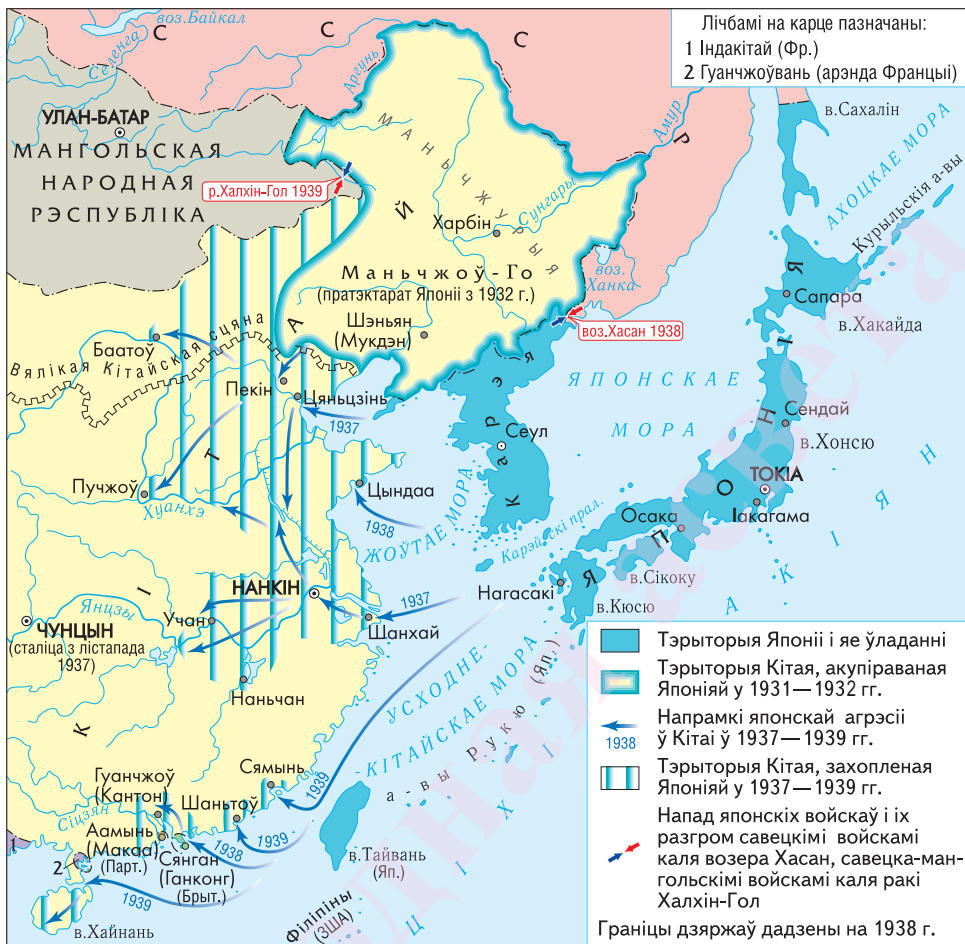 Лічбамі на карце пазначаны:
1 Індакітай (Фр.)
2 Гуанчжоўвань (арэнда Францыі)
С С С Р
воз.Байкал
Селенга
Аргунь
Амур
УЛАН-БАТАР
МАНГОЛЬСКАЯ
НАРОДНАЯ
РЭСПУБЛІКА
р.Халхін-Гол 1939
МАНЬЧЖУРЫЯ
Сунгары
Харбін
Маньчжоў-Го
(пратэктарат Японіі з 1932 г.)
Шэньян
(Мукдэн)
воз.
Ханка
воз.Хасан 1938
в.Сахалін
АХОЦКАЕ МОРА
Курыльскія а-вы
Сапара
в.Хакайда
Баатоў
Вялікая Кітайская сцяна
Пекін
Цяньцзінь
1937
Карэя
Сеул
ЯПОНСКАЕ
МОРА
Сендай
в.Хонсю
ТОКІА
Іакагама
Осака
ЯПОНІЯ
Пучжоў
Хуанхэ
Цындаа
1938
ЖОЎТАЕ МОРА
Карэйскі прал.
в.Сікоку
Нагасакі
в.Кюсю
НАНКІН
1937
Шанхай
Янцзы
Учан
ЧУНЦЫН
(сталіца з лістапада
1937)
Наньчан
КІТАЙ
УСХОДНЕ-
КІТАЙСКАЕ МОРА
а-вы Рукю (Яп.)
ЦІХІ АКІЯН
Гуанчжоў
(Кантон)
Сямынь
1939
Шаньтоў
1939
Сіцзян
Аамынь
(Макаа)
(Парт.)
Сянган
(Ганконг)
(Брыт.)
1938
1
2
1939
в.Хайнань
в.Тайвань
(Яп.)
Філіпіны
(ЗША)
Тэрыторыя Японіі і яе ўладанні
Тэрыторыя Кітая, акупіраваная
Японіяй у 1931—1932 гг.
1938
Напрамкі японскай агрэсіі
ў Кітаі ў 1937—1939 гг.
Тэрыторыя Кітая, захопленая
Японіяй у 1937—1939 гг.
Напад японскіх войскаў і іх
разгром савецкімі войскамі
каля возера Хасан, савецка-ман-
гольскімі войскамі каля ракі
Халхін-Гол
Граніцы дзяржаў дадзены на 1938 г.